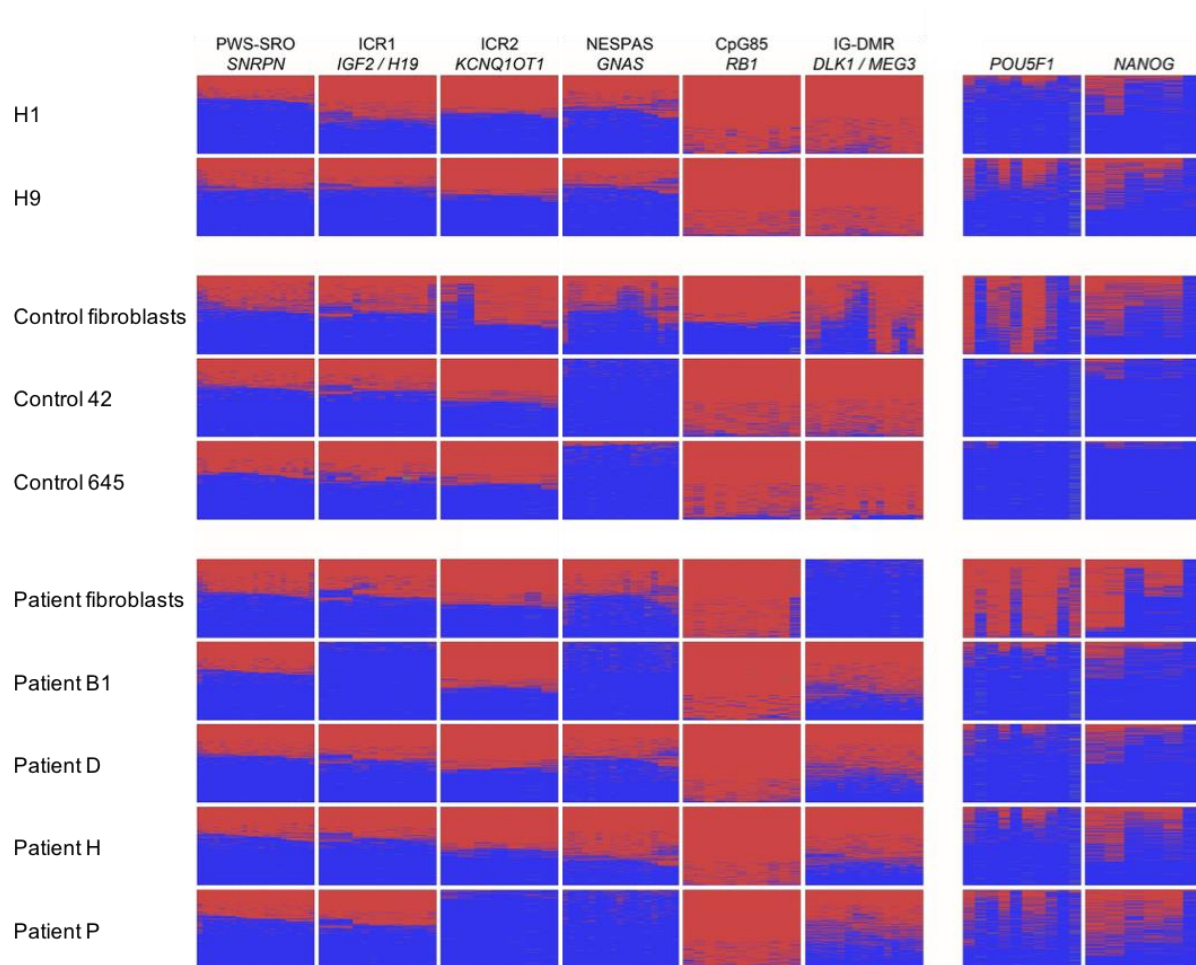 PWS-SRO ICR1 ICR2 NESPAS CpG85 IG-DMR
SNRPN IGF2 / H19 KCNQ1OT1 GNAS RB1 DLK1 / MEG3 POU5F1 NANOG
H1
H9
Control fibroblasts
Control 42
Control 645
Patient fibroblasts
Patient B1
Patient D
Patient H
Patient P